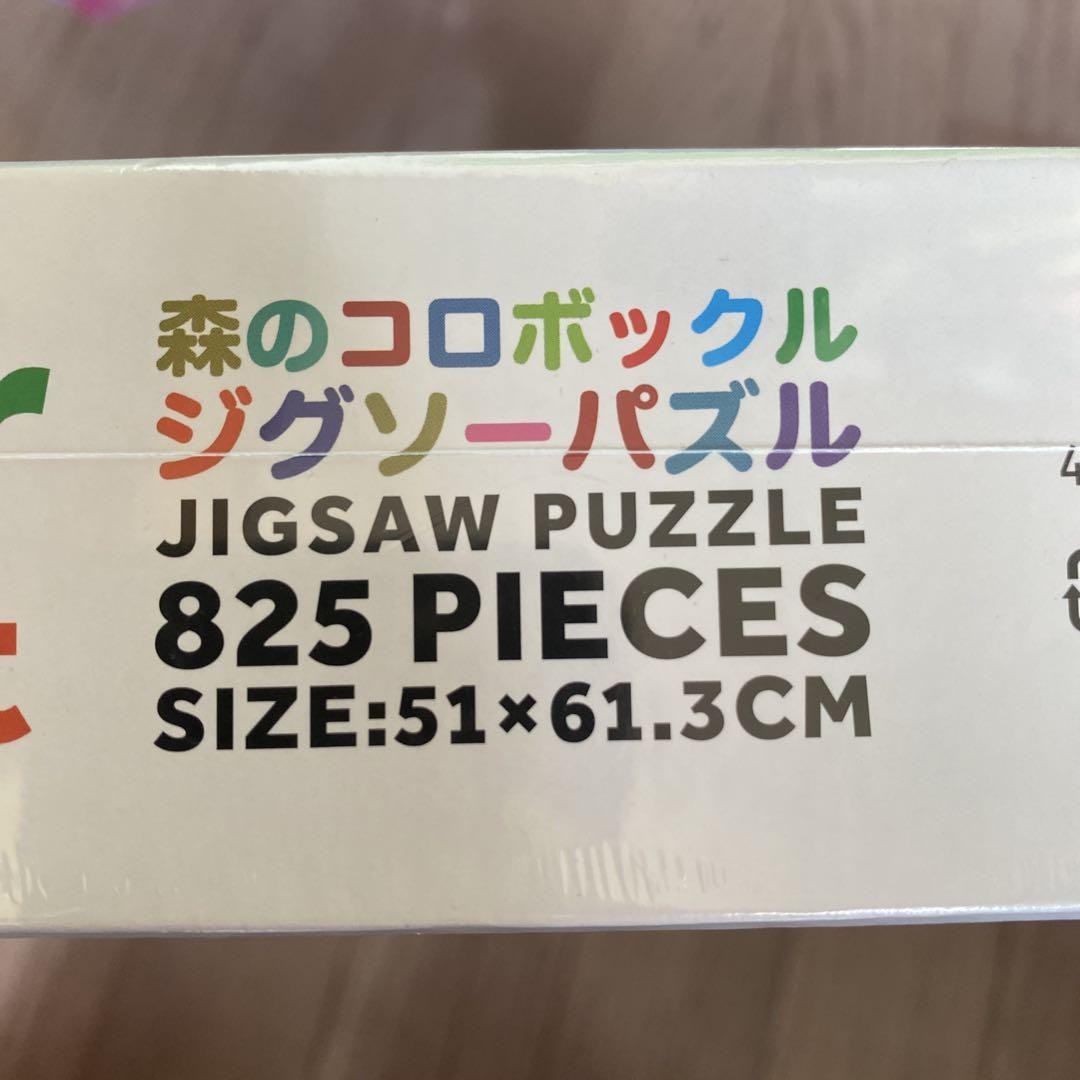 森のコロボックル
ジグソーパズル
JIGSAW PUZZLE
825 PIECES
SIZE:51×61.3CM